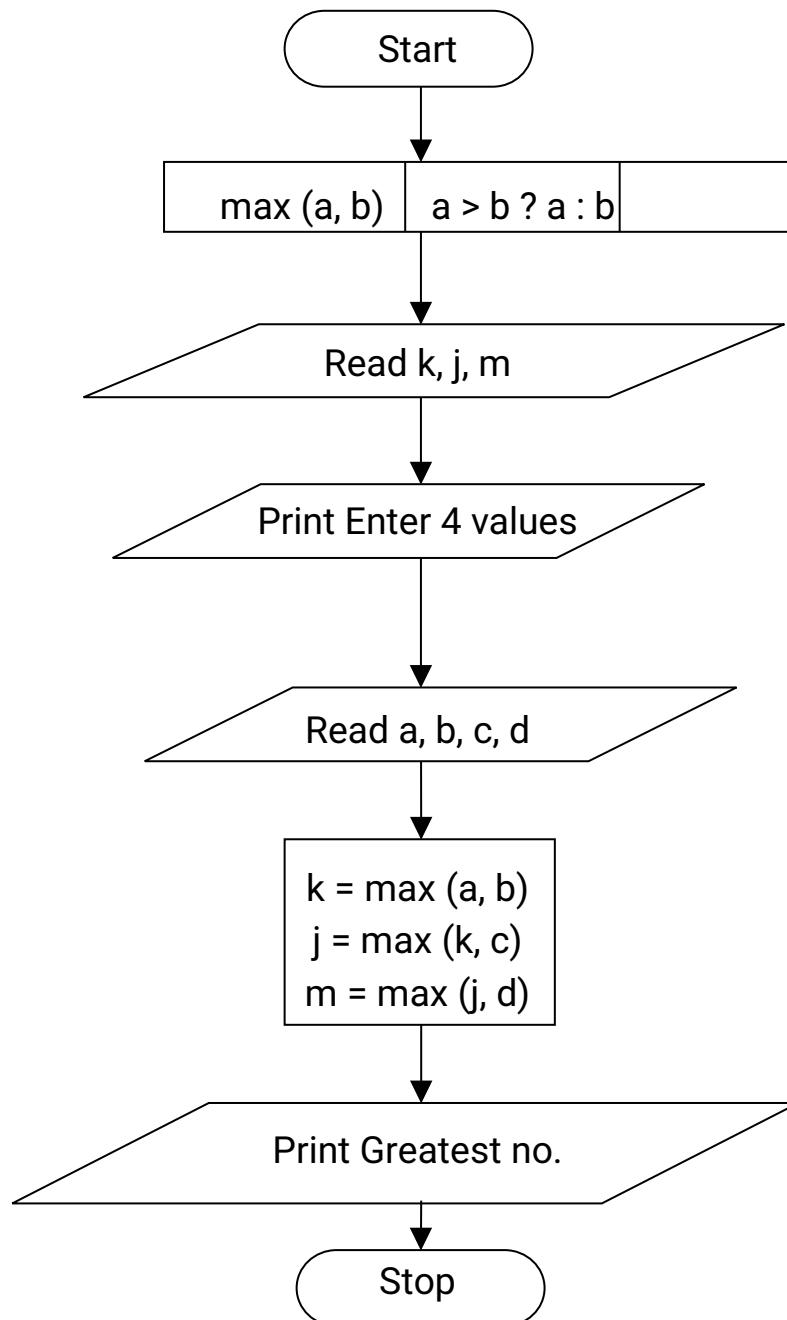 Start
max (a, b) a > b ? a : b
Read k, j, m
Print Enter 4 values
Read a, b, c, d
k = max (a, b)
j = max (k, c)
m = max (j, d)
Print Greatest no.
Stop